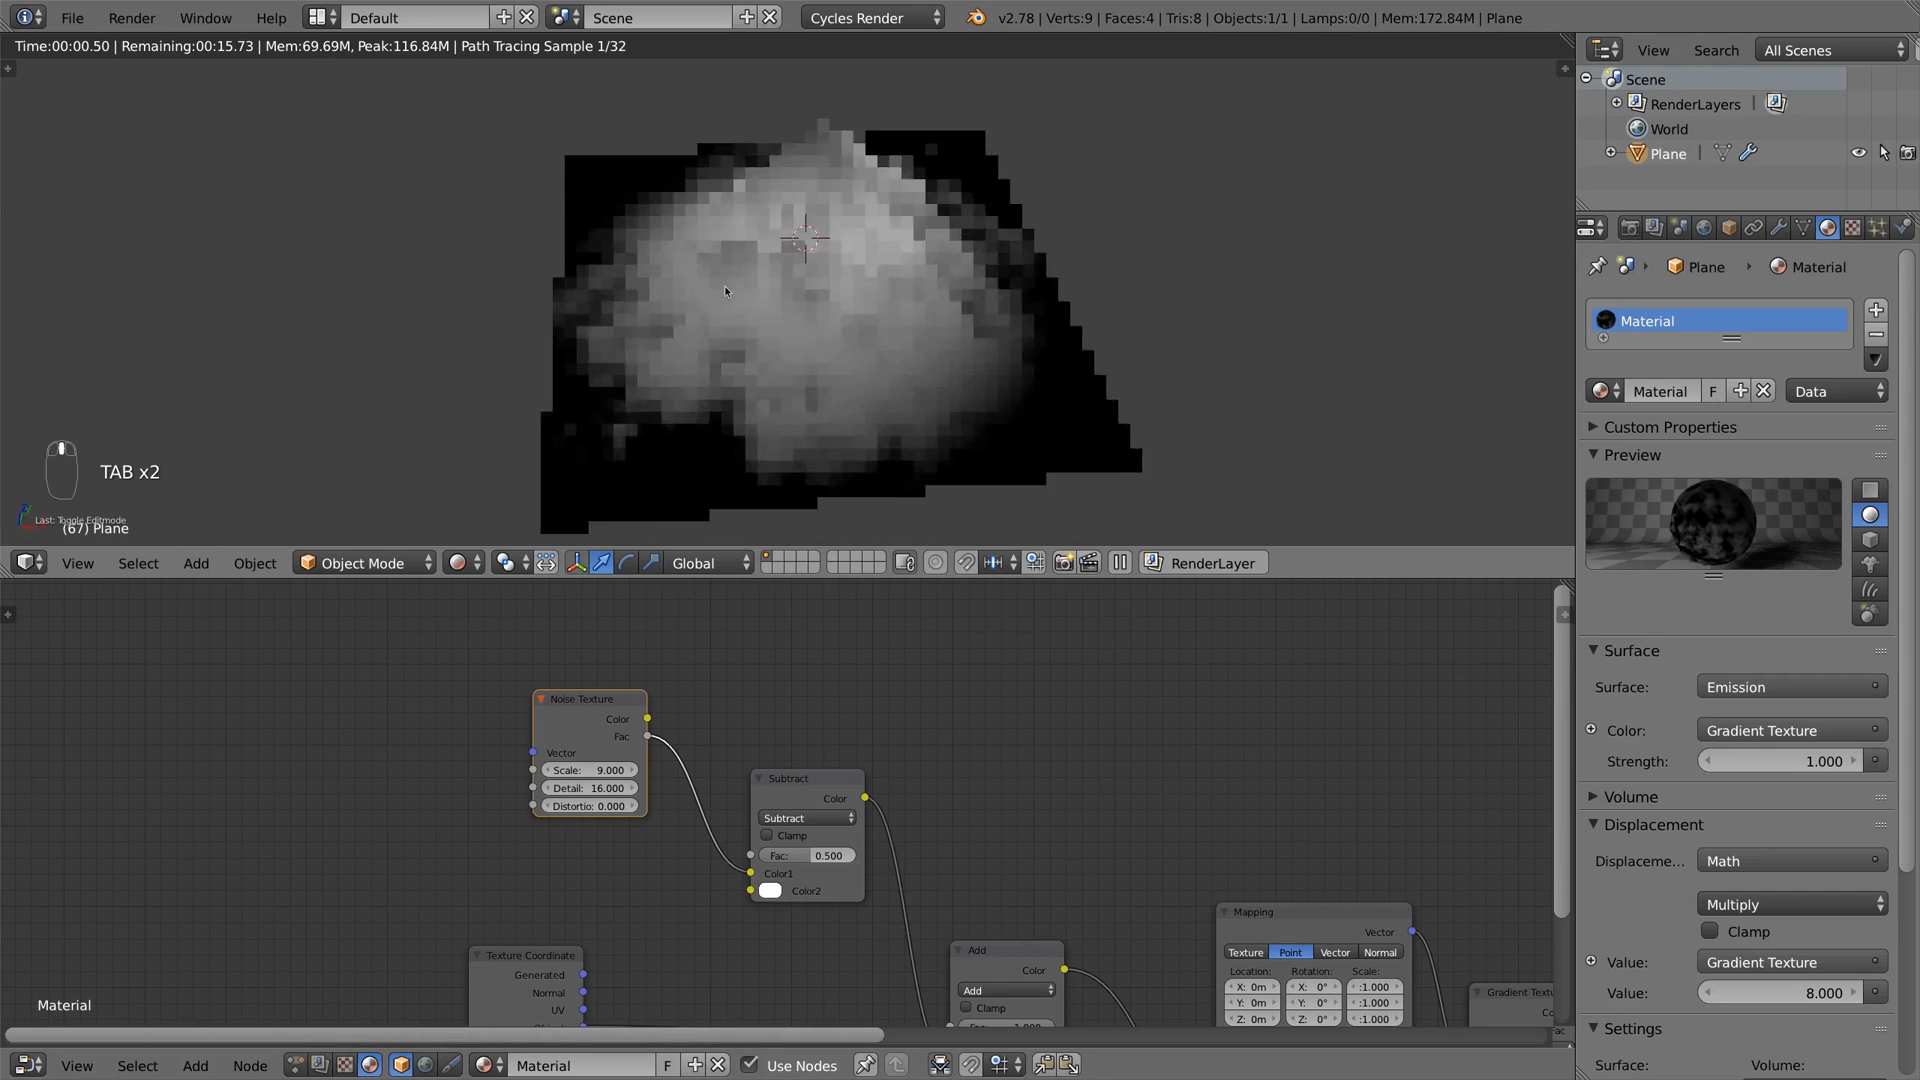 File Render Window Help Default Scene Cycles Render v2.78 | Verts:9 | Faces:4 | Tris:8 | Objects:1/1 | Lamps:0/0 | Mem:172.84M | Plane
Time:00:00.50 | Remaining:00:15.73 | Mem:69.69M, Peak:116.84M | Path Tracing Sample 1/32
View Search All Scenes
Scene
RenderLayers
World
Plane
Plane Material
Material
Material F Data
Custom Properties
Preview
TAB x2
Last: Toggle Editmode
(67) Plane
View Select Add Object Object Mode Global RenderLayer
Surface
Surface: Emission
Color: Gradient Texture
Strength: 1.000
Volume
Displacement
Displaceme... Math
Multiply
Clamp
Value: Gradient Texture
Value: 8.000
Settings
Surface: Volume:
Noise Texture
Color
Fac
Vector
Scale: 9.000
Detail: 16.000
Distortio: 0.000
Subtract
Color
Subtract
Clamp
Fac: 0.500
Color1
Color2
Texture Coordinate
Generated
Normal
UV
Add
Color
Add
Clamp
Mapping
Vector
Texture Point Vector Normal
Location: Rotation: Scale:
X: 0m X: 0° :1.000
Y: 0m Y: 0° :1.000
Z: 0m Z: 0° :1.000
Gradient Textu
Co
Fac
Material
View Select Add Node Material F Use Nodes